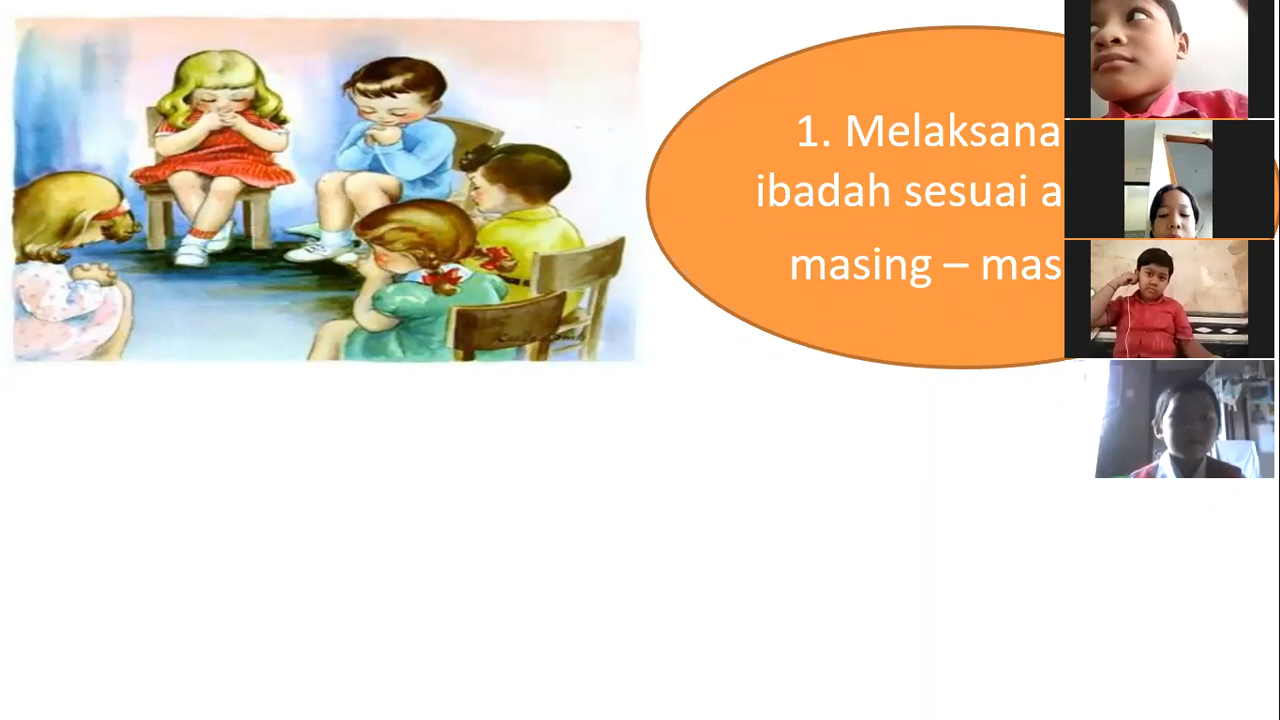 1. Melaksana
ibadah sesuai a
masing – mas